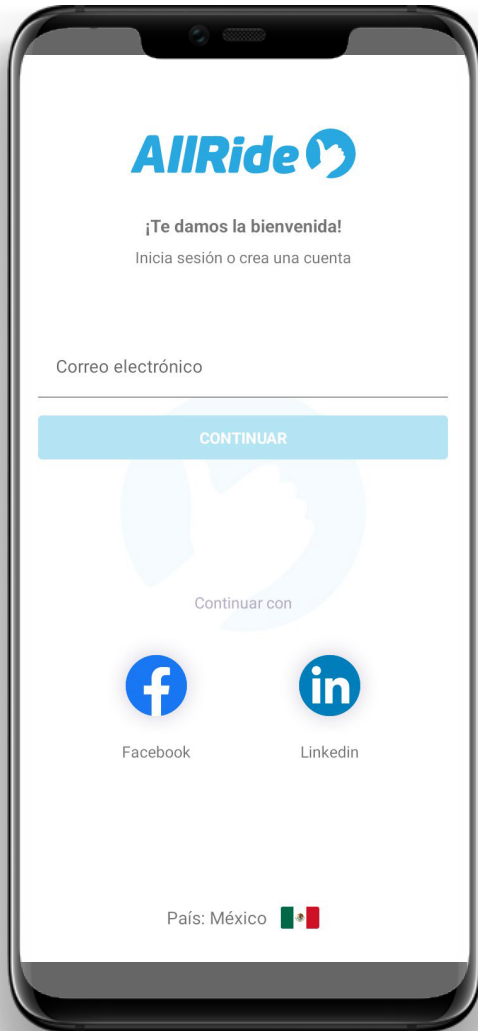 AllRide
¡Te damos la bienvenida!
Inicia sesión o crea una cuenta
Correo electrónico
CONTINUAR
Continuar con
Facebook
Linkedin
País: México